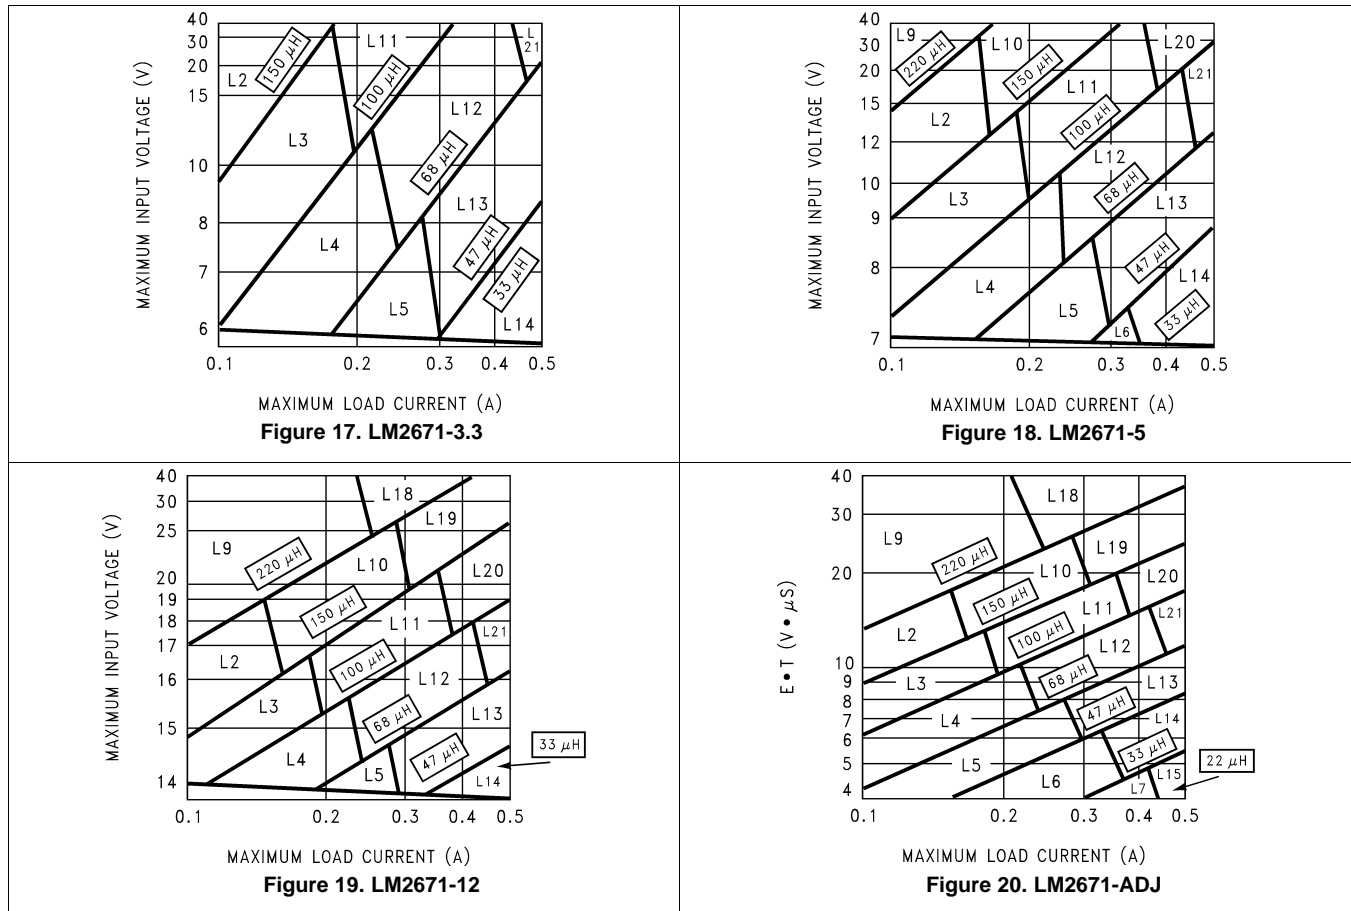 MAXIMUM INPUT VOLTAGE (V)
40
30
20
15
10
8
7
6
L2
150 μH
L11
100 μH
L
21
L3
L12
68 μH
L4
L13
47 μH
33 μH
L5
L14
0.1
0.2
0.3
0.4
0.5
MAXIMUM LOAD CURRENT (A)
Figure 17. LM2671-3.3
MAXIMUM INPUT VOLTAGE (V)
40
30
20
15
12
10
9
8
7
L9
220 μH
L10
150 μH
L20
L21
L2
L11
100 μH
L12
68 μH
L3
L13
47 μH
L4
L14
L5
33 μH
L6
0.1
0.2
0.3
0.4
0.5
MAXIMUM LOAD CURRENT (A)
Figure 18. LM2671-5
MAXIMUM INPUT VOLTAGE (V)
40
30
25
20
19
18
17
16
15
14
L18
L19
L9
220 μH
L10
L20
150 μH
L11
L21
L2
100 μH
L12
L3
68 μH
L13
L4
L5
47 μH
L14
33 μH
0.1
0.2
0.3
0.4
0.5
MAXIMUM LOAD CURRENT (A)
Figure 19. LM2671-12
E•T (V•μS)
40
30
20
10
9
8
7
6
5
4
L18
L9
L19
220 μH
L10
L20
150 μH
L11
L21
L2
100 μH
L12
L3
68 μH
L13
47 μH
L4
L14
33 μH
L5
L6
L15
L7
22 μH
0.1
0.2
0.3
0.4
0.5
MAXIMUM LOAD CURRENT (A)
Figure 20. LM2671-ADJ